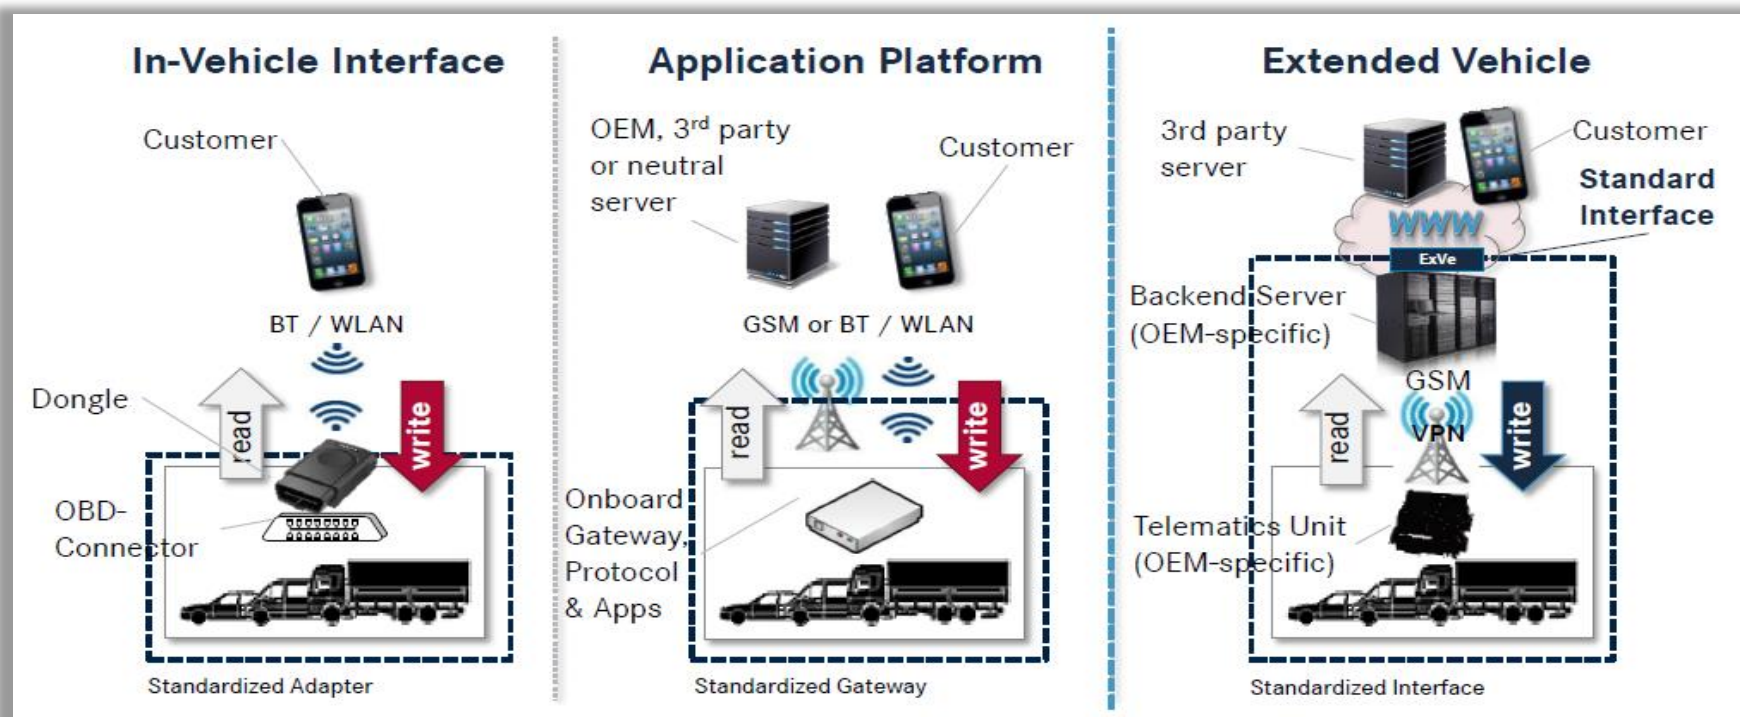 In-Vehicle Interface
Customer
BT / WLAN
Dongle
read
write
OBD-
Connector
Standardized Adapter
Application Platform
OEM, 3rd party
or neutral
server
Customer
GSM or BT / WLAN
read
write
Onboard
Gateway,
Protocol
& Apps
Standardized Gateway
Extended Vehicle
3rd party
server
Customer
Standard
Interface
WWW
ExVe
Backend Server
(OEM-specific)
GSM
VPN
read
write
Telematics Unit
(OEM-specific)
Standardized Interface